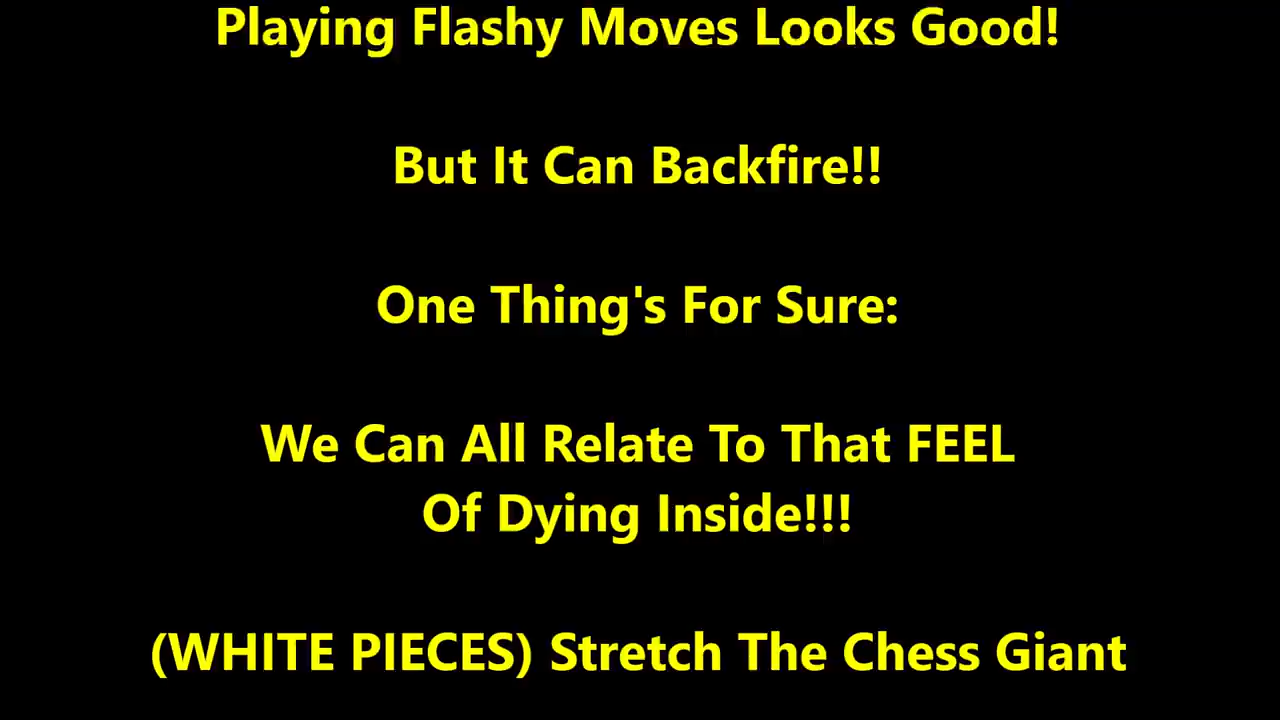 Playing Flashy Moves Looks Good!
But It Can Backfire!!
One Thing's For Sure:
We Can All Relate To That FEEL
Of Dying Inside!!!
(WHITE PIECES) Stretch The Chess Giant